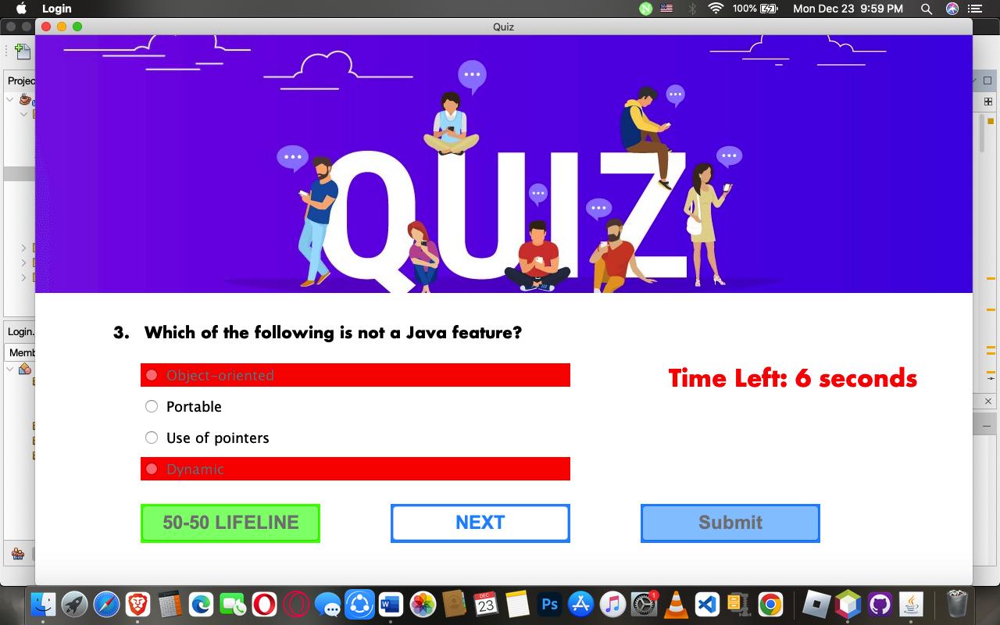 Login
100%
Mon Dec 23 9:59 PM
Quiz
Projec
QUIZ
3. Which of the following is not a Java feature?
Object-oriented
Time Left: 6 seconds
Portable
Login.
Memb
Use of pointers
Dynamic
50-50 LIFELINE
NEXT
Submit
DEC
23
W
Ps
1